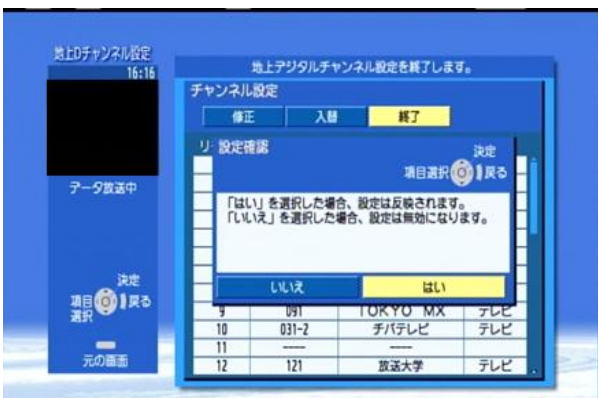 地上Dチャンネル設定
16:16
データ放送中
決定
項目
選択
戻る
元の画面
地上デジタルチャンネル設定を終了します。
チャンネル設定
修正 入替 終了
リ
設定確認
決定
項目選択 戻る
「はい」を選択した場合、設定は反映されます。
「いいえ」を選択した場合、設定は無効になります。
いいえ はい
9 091 TOKYO MX テレビ
10 031-2 チバテレビ テレビ
11 ---- ----
12 121 放送大学 テレビ